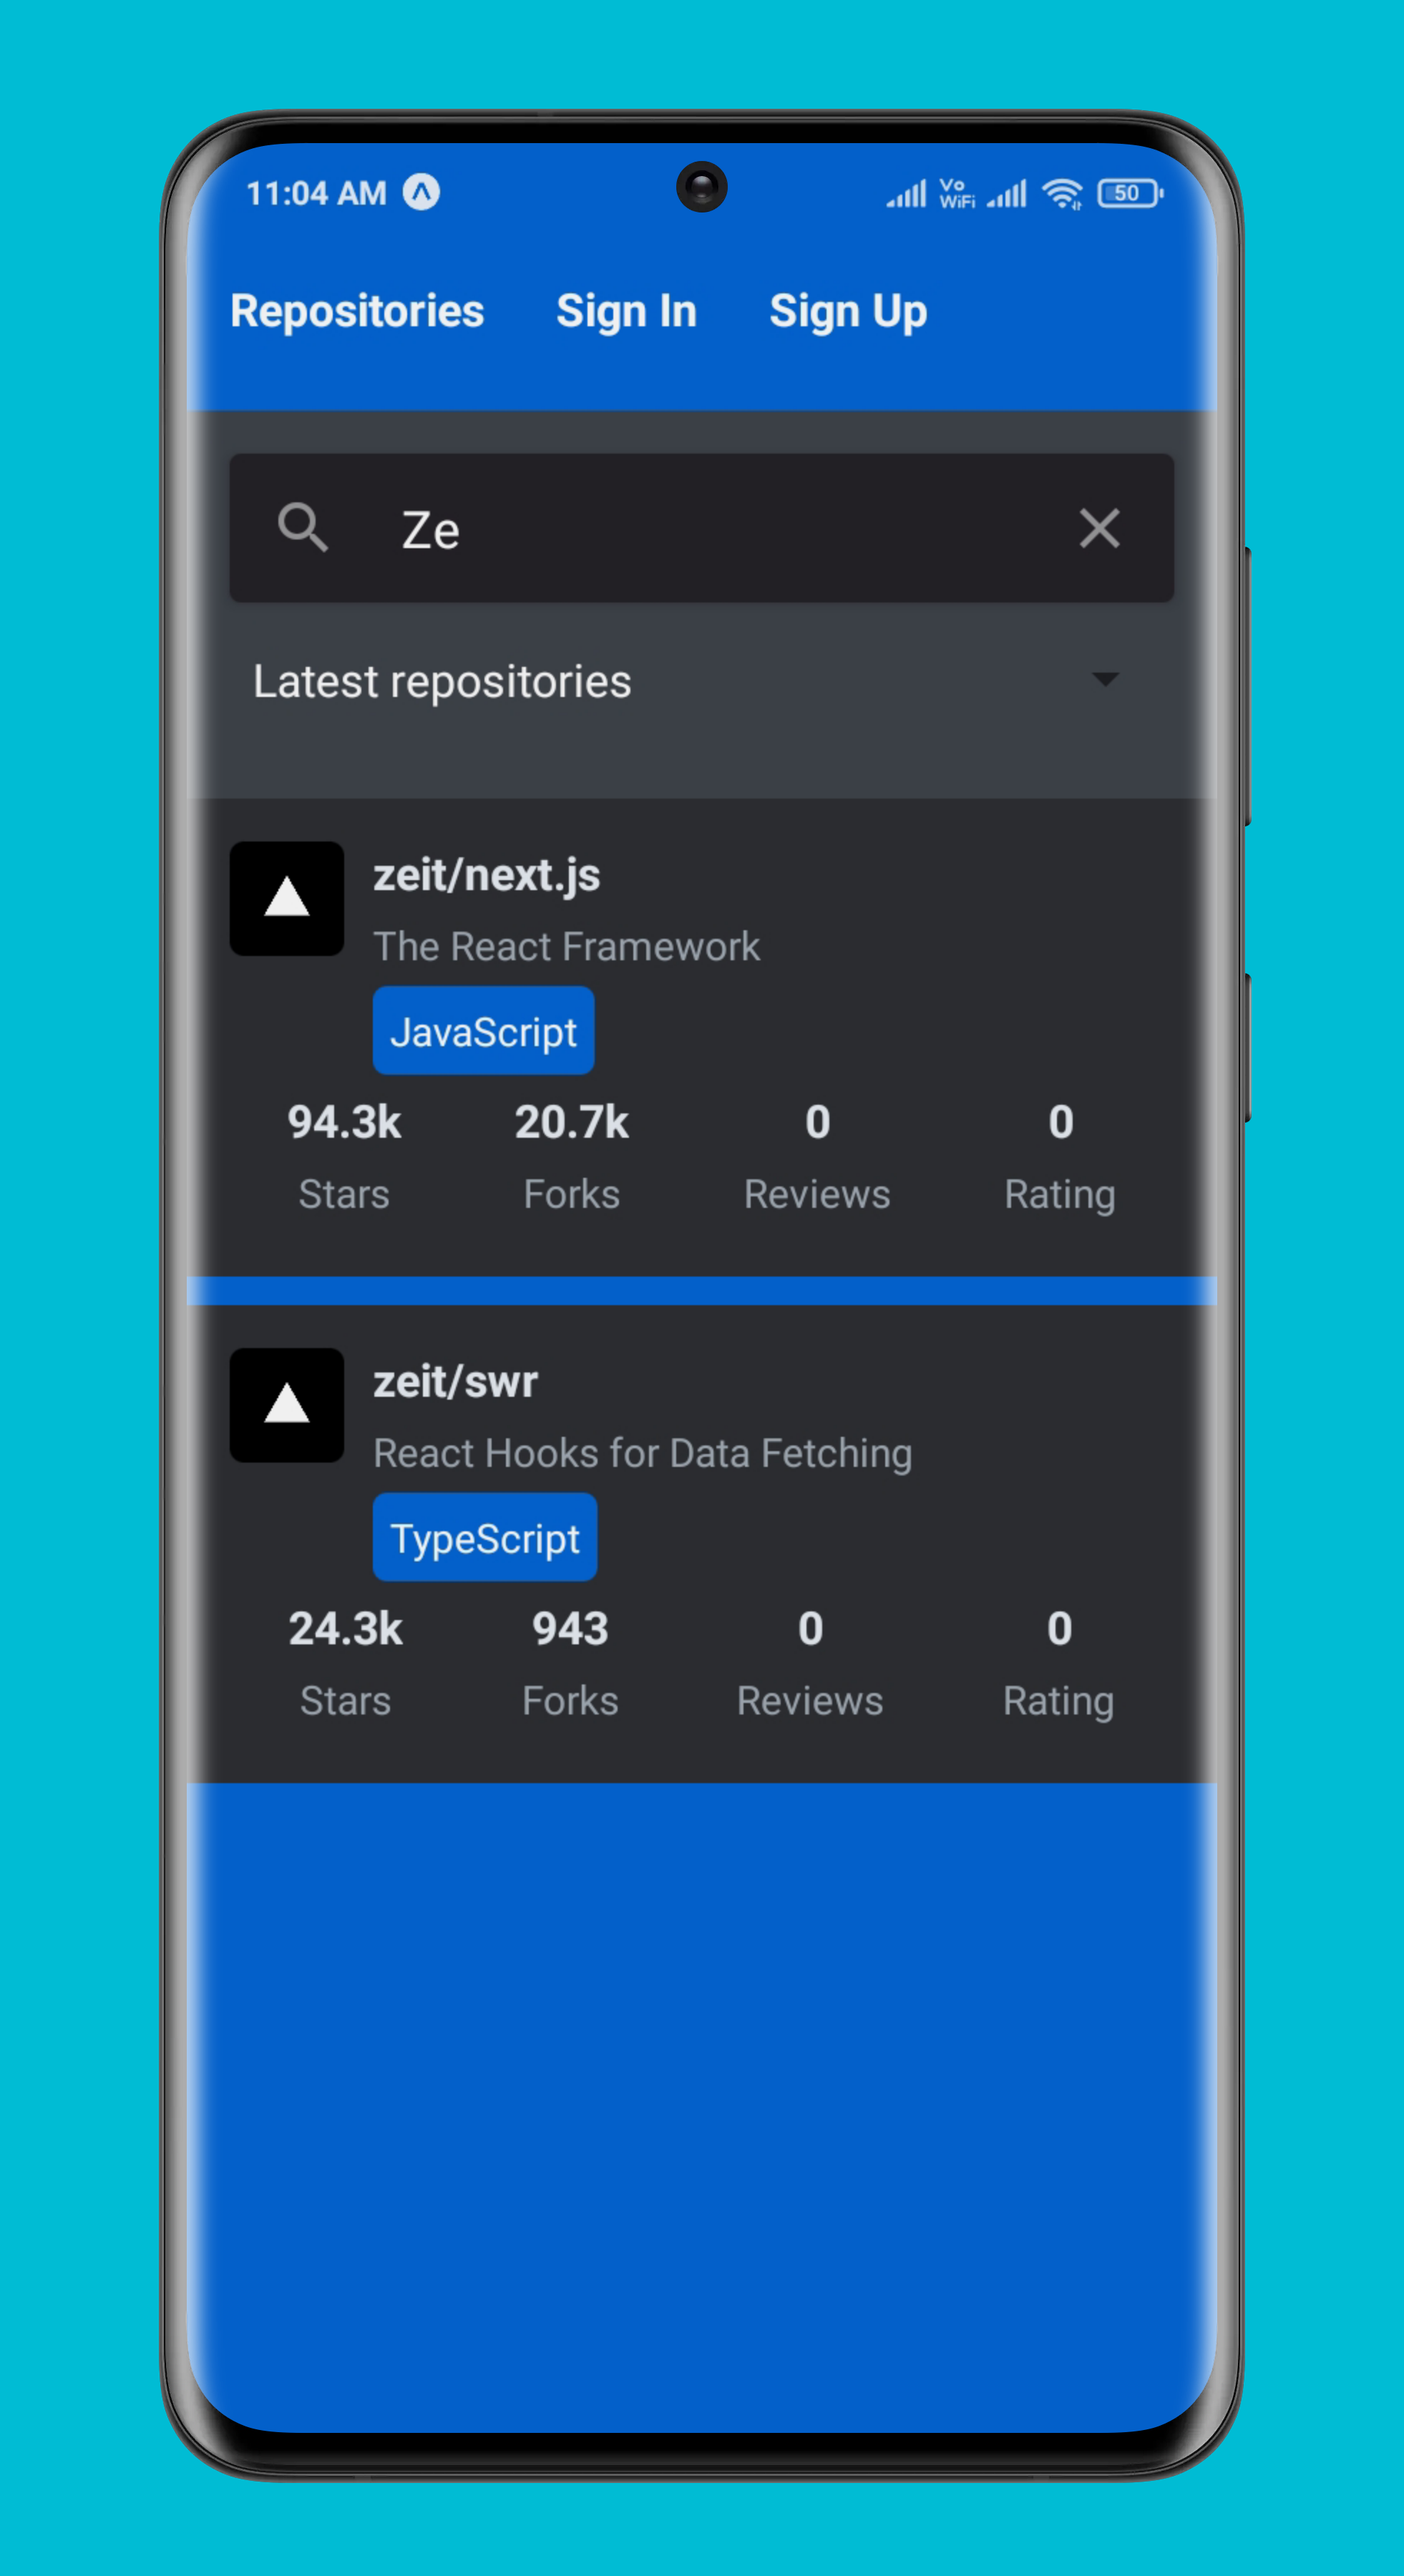 11:04 AM Vo WiFi 50
Repositories Sign In Sign Up
Ze
Latest repositories
zeit/next.js
The React Framework
JavaScript
94.3k 20.7k 0 0
Stars Forks Reviews Rating
zeit/swr
React Hooks for Data Fetching
TypeScript
24.3k 943 0 0
Stars Forks Reviews Rating